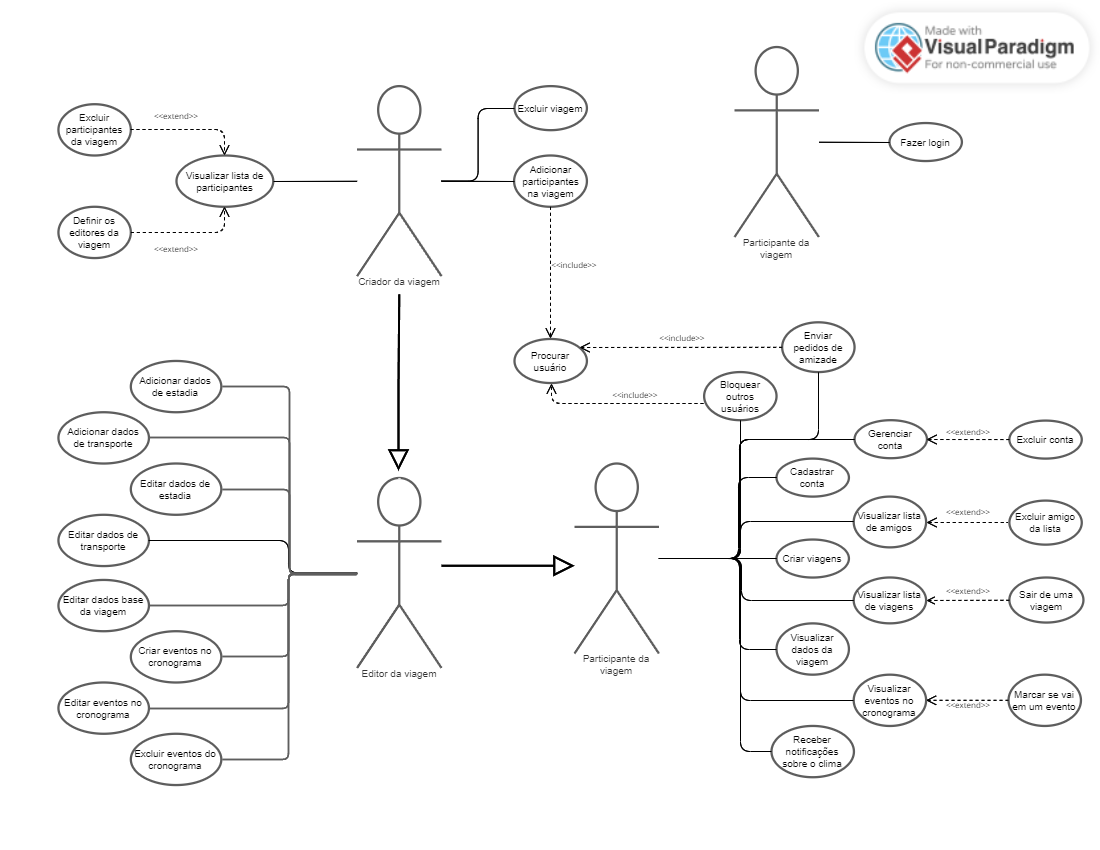 Made with
Visual Paradigm
For non-commercial use
Excluir
participantes
da viagem
<<extend>>
Visualizar lista de
participantes
Definir os
editores da
viagem
<<extend>>
Criador da viagem
Excluir viagem
Adicionar
participantes
na viagem
<<include>>
Participante da
viagem
Fazer login
Procurar
usuário
<<include>>
Enviar
pedidos de
amizade
<<include>>
Bloquear
outros
usuários
Adicionar dados
de estadia
Adicionar dados
de transporte
Editar dados de
estadia
Editar dados de
transporte
Editar dados base
da viagem
Criar eventos no
cronograma
Editar eventos no
cronograma
Excluir eventos do
cronograma
Editor da viagem
Participante da
viagem
Gerenciar
conta
<<extend>>
Excluir conta
Cadastrar
conta
Visualizar lista
de amigos
<<extend>>
Excluir amigo
da lista
Criar viagens
Visualizar lista
de viagens
<<extend>>
Sair de uma
viagem
Visualizar
dados da
viagem
Visualizar
eventos no
cronograma
<<extend>>
Marcar se vai
em um evento
Receber
notificações
sobre o clima